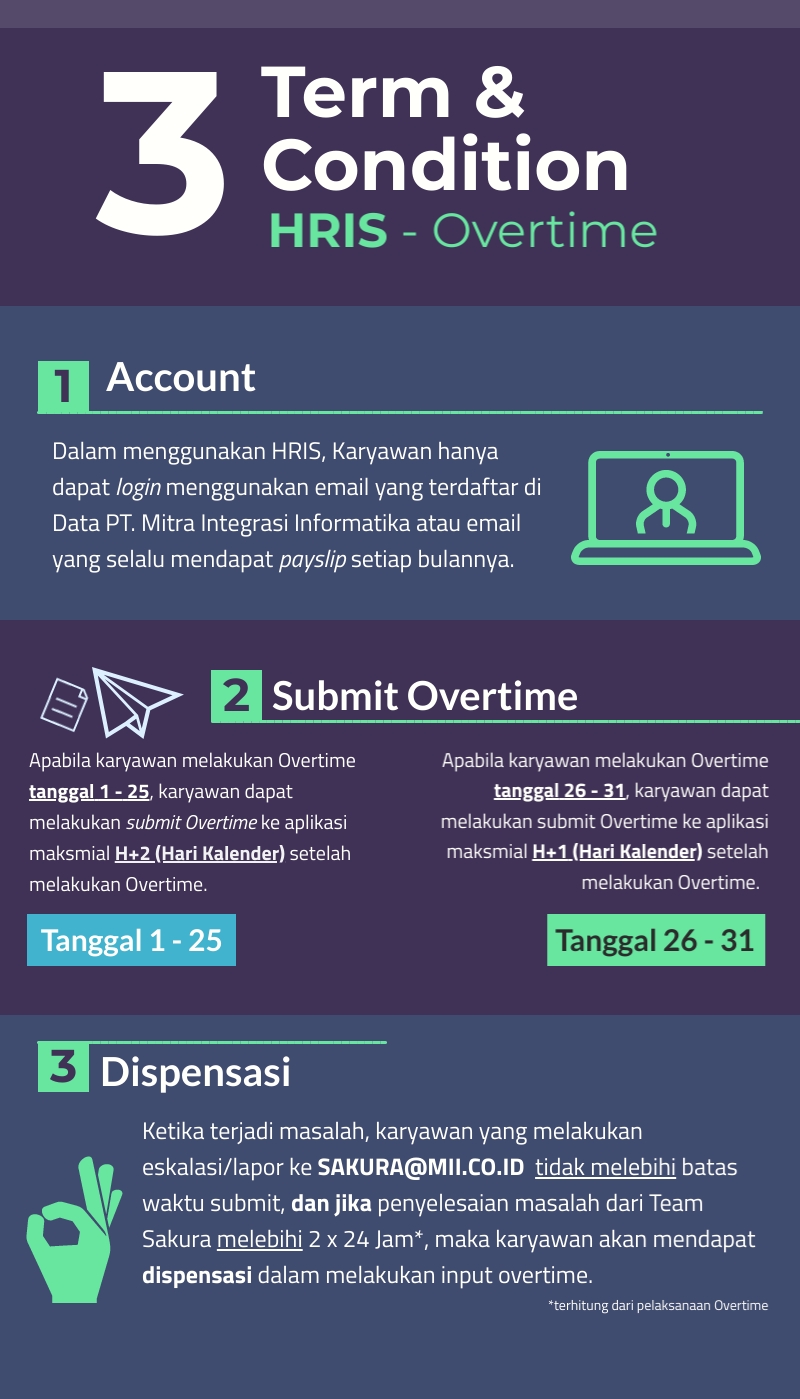 3
Term &
Condition
HRIS - Overtime
1
Account
Dalam menggunakan HRIS, Karyawan hanya
dapat login menggunakan email yang terdaftar di
Data PT. Mitra Integrasi Informatika atau email
yang selalu mendapat payslip setiap bulannya.
2
Submit Overtime
Apabila karyawan melakukan Overtime
tanggal 1 - 25, karyawan dapat
melakukan submit Overtime ke aplikasi
maksmial H+2 (Hari Kalender) setelah
melakukan Overtime.
Tanggal 1 - 25
Apabila karyawan melakukan Overtime
tanggal 26 - 31, karyawan dapat
melakukan submit Overtime ke aplikasi
maksmial H+1 (Hari Kalender) setelah
melakukan Overtime.
Tanggal 26 - 31
3
Dispensasi
Ketika terjadi masalah, karyawan yang melakukan
eskalasi/lapor ke SAKURA@MII.CO.ID tidak melebihi batas
waktu submit, dan jika penyelesaian masalah dari Team
Sakura melebihi 2 x 24 Jam*, maka karyawan akan mendapat
dispensasi dalam melakukan input overtime.
*terhitung dari pelaksanaan Overtime